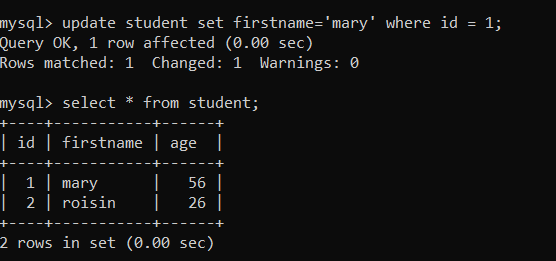 mysql> update student set firstname='mary' where id = 1;
Query OK, 1 row affected (0.00 sec)
Rows matched: 1  Changed: 1  Warnings: 0

mysql> select * from student;
+----+-----------+------+
| id | firstname | age  |
+----+-----------+------+
|  1 | mary      |   56 |
|  2 | roisin    |   26 |
+----+-----------+------+
2 rows in set (0.00 sec)